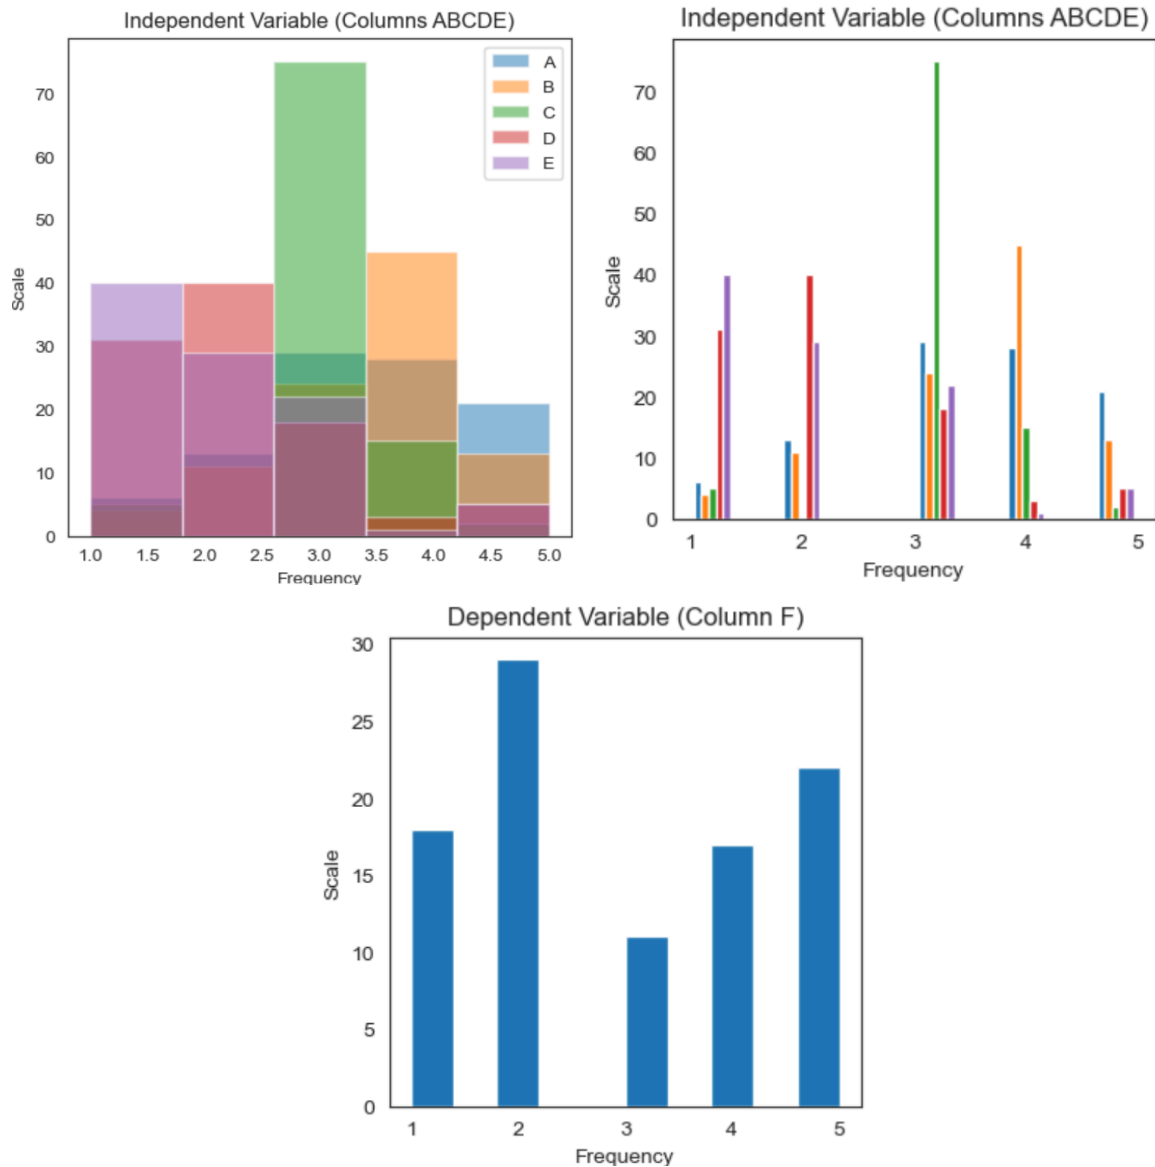 Independent Variable (Columns ABCDE)
Scale
70
60
50
40
30
20
10
0
A
B
C
D
E
1.0 1.5 2.0 2.5 3.0 3.5 4.0 4.5 5.0
Frequency
Independent Variable (Columns ABCDE)
Scale
70
60
50
40
30
20
10
0
1 2 3 4 5
Frequency
Dependent Variable (Column F)
Scale
30
25
20
15
10
5
0
1 2 3 4 5
Frequency